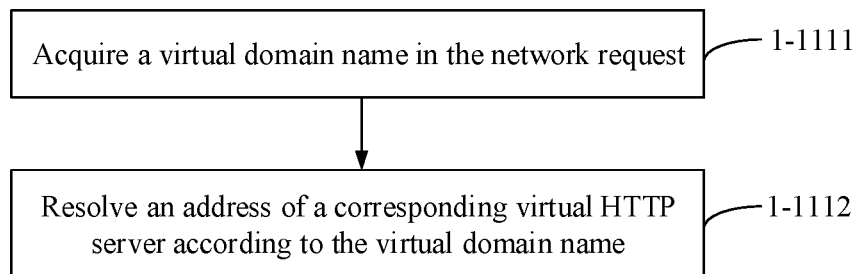 Acquire a virtual domain name in the network request
1-1111
Resolve an address of a corresponding virtual HTTP
server according to the virtual domain name
1-1112